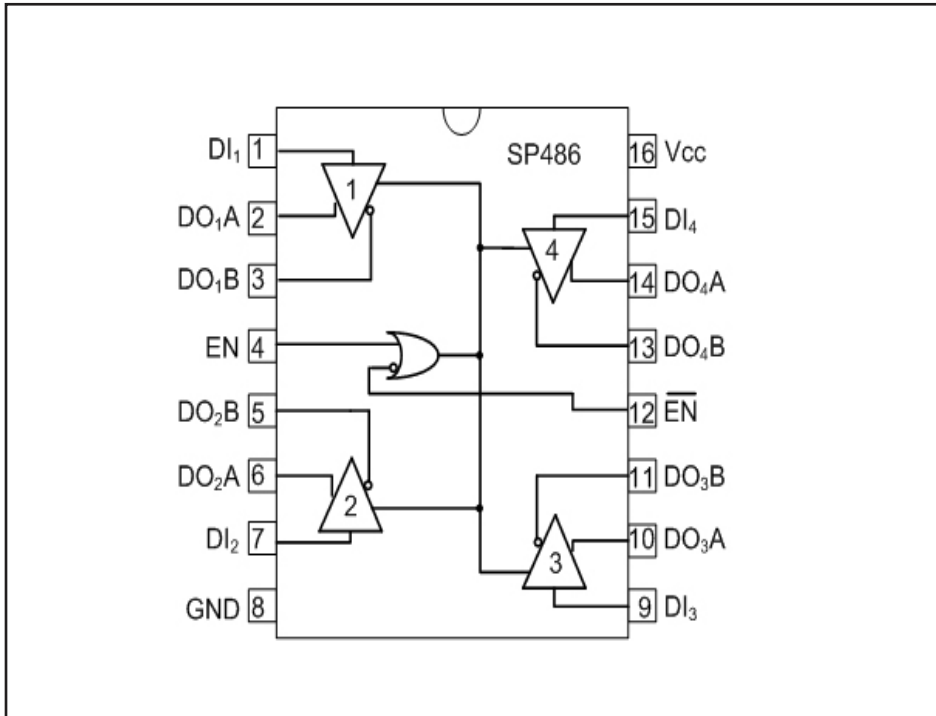 SP486
DI₁ 1
DO₁A 2
DO₁B 3
EN 4
DO₂B 5
DO₂A 6
DI₂ 7
GND 8
16 Vcc
15 DI₄
14 DO₄A
13 DO₄B
12 E̅N̅
11 DO₃B
10 DO₃A
9 DI₃
1
4
2
3